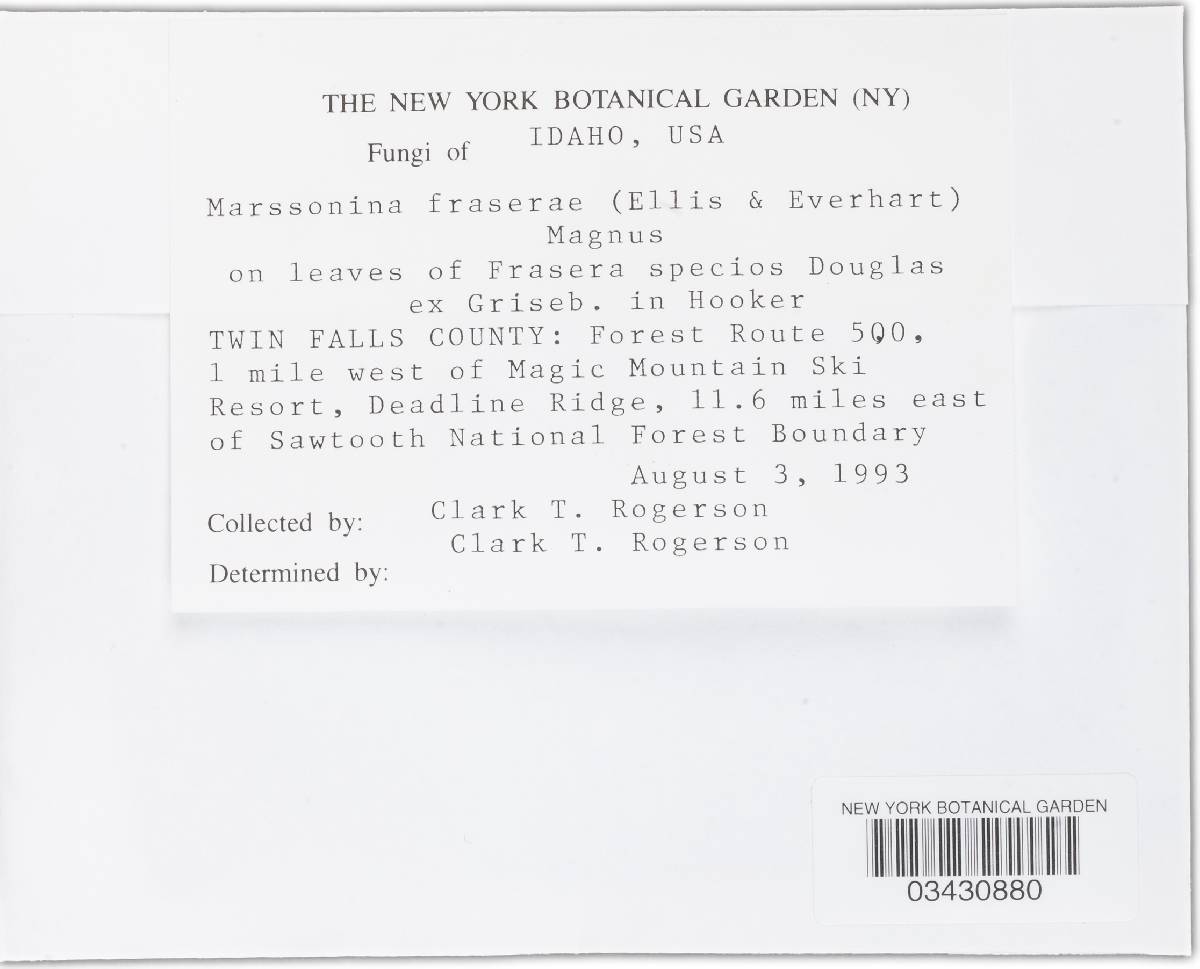 THE NEW YORK BOTANICAL GARDEN (NY)
Fungi of IDAHO, USA
Marssonina fraserae (Ellis & Everhart)
Magnus
on leaves of Frasera specios Douglas
ex Griseb. in Hooker
TWIN FALLS COUNTY: Forest Route 500,
1 mile west of Magic Mountain Ski
Resort, Deadline Ridge, 11.6 miles east
of Sawtooth National Forest Boundary
August 3, 1993
Collected by: Clark T. Rogerson
Clark T. Rogerson
Determined by:
NEW YORK BOTANICAL GARDEN
03430880